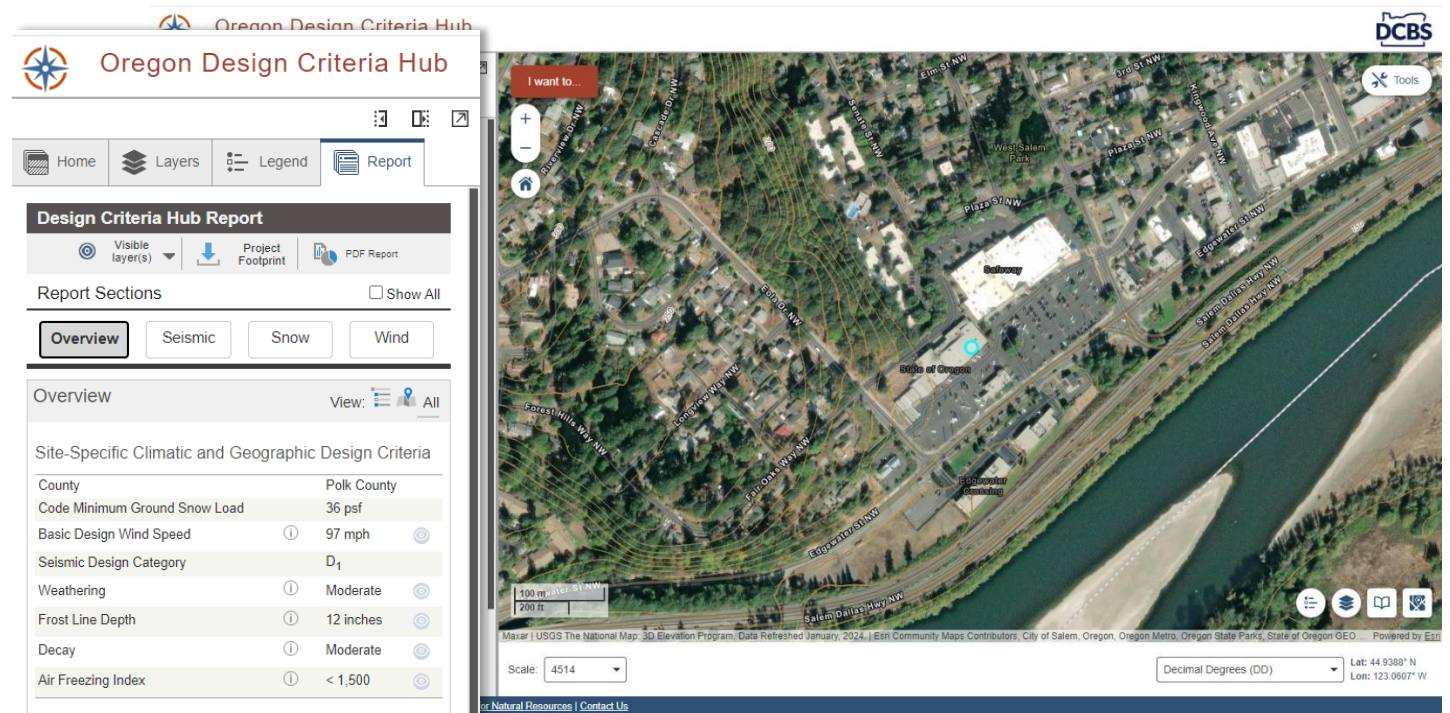 Oregon Design Criteria Hub
DCBS
Oregon Design Criteria Hub
Home
Layers
Legend
Report
Design Criteria Hub Report
Visible
layer(s)
Project
Footprint
PDF Report
Report Sections
Show All
Overview
Seismic
Snow
Wind
Overview
View:
All
Site-Specific Climatic and Geographic Design Criteria
County Polk County
Code Minimum Ground Snow Load 36 psf
Basic Design Wind Speed 97 mph
Seismic Design Category D1
Weathering Moderate
Frost Line Depth 12 inches
Decay Moderate
Air Freezing Index < 1,500
I want to...
Tools
+
−
Riverview Dr NW
Cascade Dr NW
Senate St NW
Elm St NW
3rd St NW
Kingwood Ave NW
Plaza St NW
West Salem
Park
Plaza St NW
Edgewater St NW
Safeway
Salem Dallas Hwy NW
Salem Dallas Hwy NW
Eola Dr NW
State of Oregon
Longview Way NW
Forest Hills Way NW
Fair Oaks Way NW
Edgewater
Crossing
Edgewater St NW
Salem Dallas Hwy NW
100 m
200 ft
Maxar | USGS The National Map: 3D Elevation Program. Data Refreshed January, 2024. | Esri Community Maps Contributors, City of Salem, Oregon, Oregon Metro, Oregon State Parks, State of Oregon GEO... Powered by Esri
Scale: 4514
Decimal Degrees (DD)
Lat: 44.9388° N
Lon: 123.0607° W
or Natural Resources | Contact Us